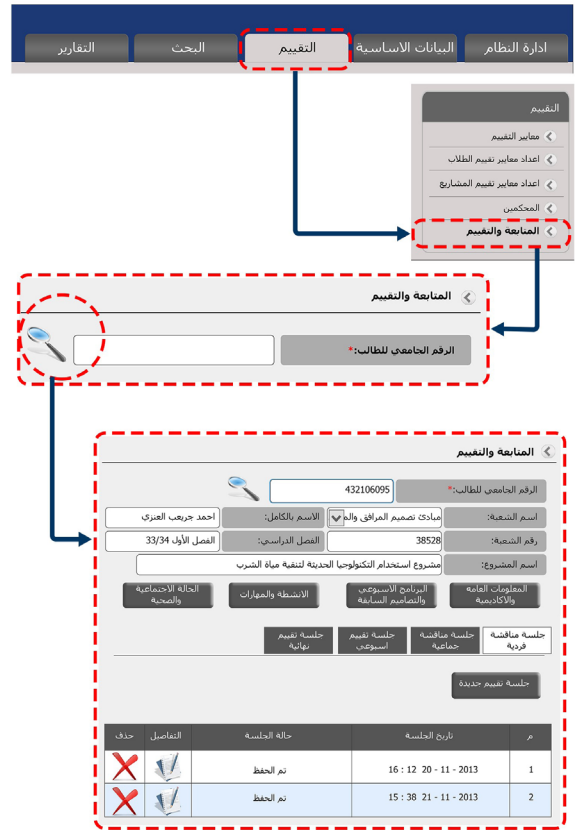 ادارة النظام
البيانات الاساسية
التقييم
البحث
التقارير
التقييم
معايير التقييم
اعداد معايير تقييم الطلاب
اعداد معايير تقييم المشاريع
المحكمين
المتابعة والتقييم
المتابعة والتقييم
الرقم الجامعي للطالب:*
المتابعة والتقييم
الرقم الجامعي للطالب:* 432106095
اسم الشعبة: مبادئ تصميم المرافق والم الاسم بالكامل: احمد جريعب العنزي
رقم الشعبة: 38528 الفصل الدراسي: الفصل الأول 33/34
اسم المشروع: مشروع استخدام التكنولوجيا الحديثة لتنقية مياة الشرب
المعلومات العامه والاكاديمية
البرنامج الاسبوعي والتصاميم السابقة
الانشطة والمهارات
الحالة الاجتماعية والصحية
جلسة مناقشة فردية
جلسة مناقشة جماعية
جلسة تقييم اسبوعي
جلسة تقييم نهائية
جلسة تقييم جديدة
م تاريخ الجلسة حالة الجلسة التفاصيل حذف
1 2013 - 11 - 20 12 : 16 تم الحفظ
2 2013 - 11 - 21 38 : 15 تم الحفظ